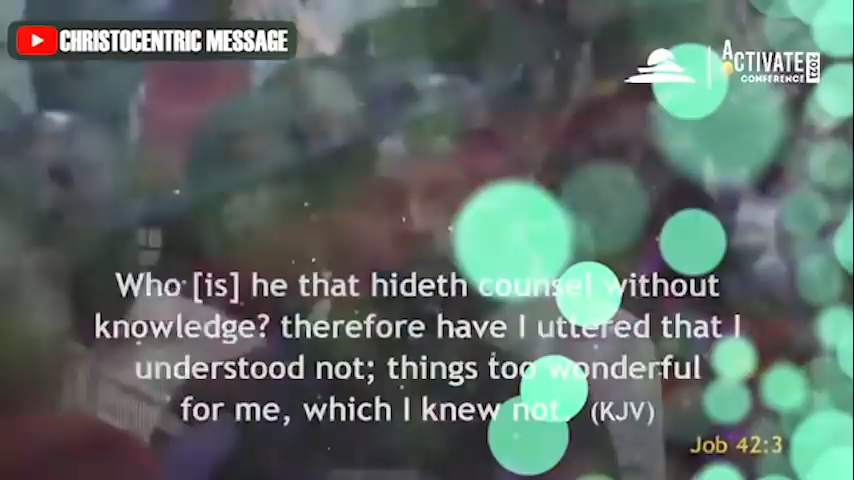 CHRISTOCENTRIC MESSAGE
ACTIVATE
CONFERENCE 2021
Who [is] he that hideth counsel without
knowledge? therefore have I uttered that I
understood not; things too wonderful
for me, which I knew not. (KJV)
Job 42:3